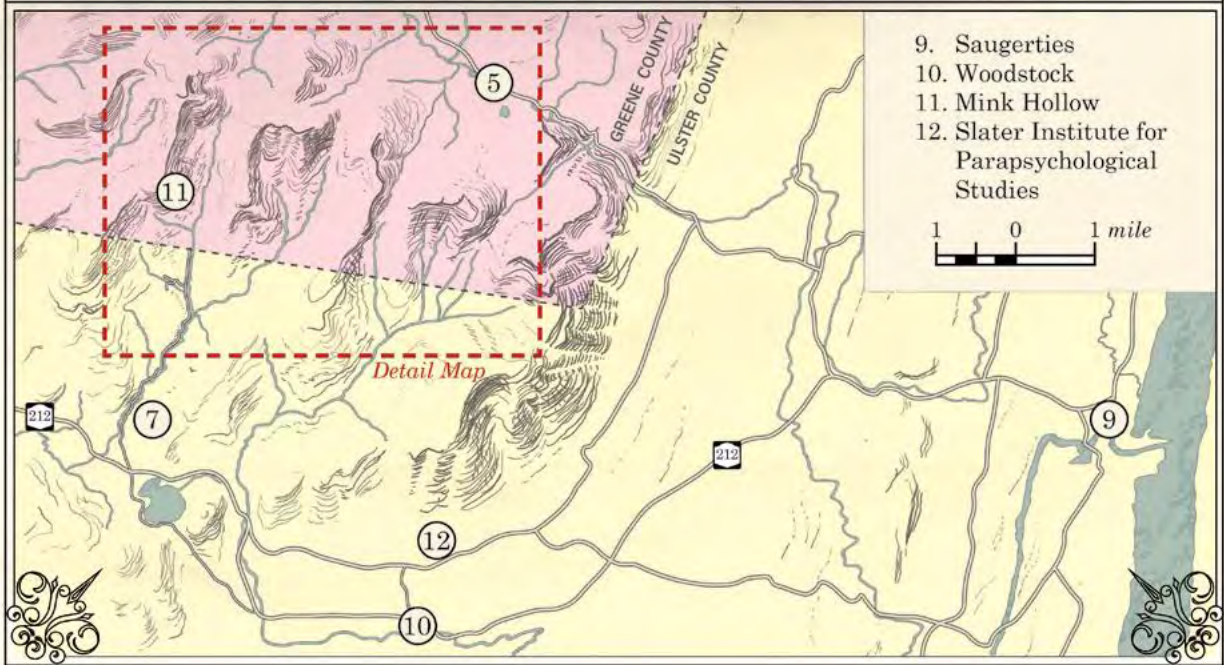 9. Saugerties
10. Woodstock
11. Mink Hollow
12. Slater Institute for
Parapsychological
Studies
1 0 1 mile
GREENE COUNTY
ULSTER COUNTY
5
11
Detail Map
212
7
9
212
12
10